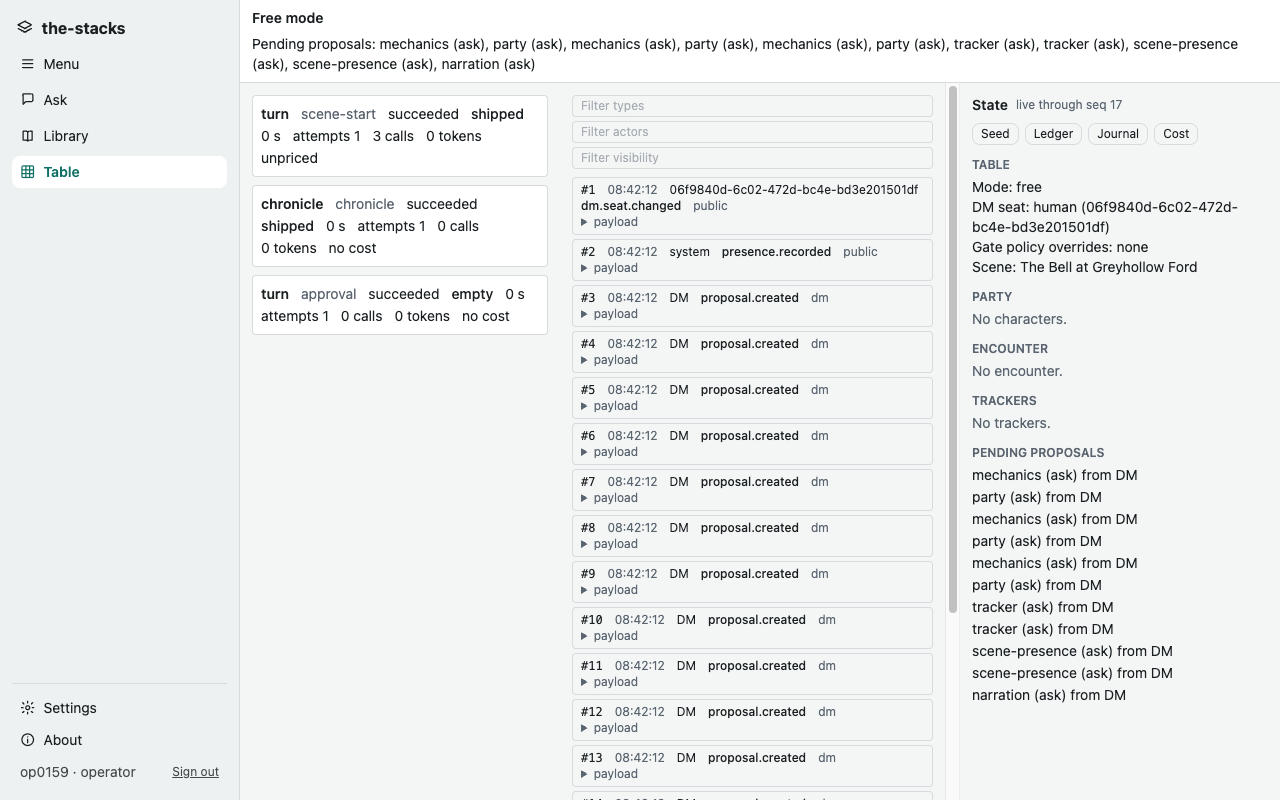 the-stacks
Menu
Ask
Library
Table
Settings
About
op0159 · operator
Sign out
Free mode
Pending proposals: mechanics (ask), party (ask), mechanics (ask), party (ask), mechanics (ask), party (ask), tracker (ask), tracker (ask), scene-presence
(ask), scene-presence (ask), narration (ask)
turn scene-start succeeded shipped
0 s attempts 1 3 calls 0 tokens
unpriced
chronicle chronicle succeeded
shipped 0 s attempts 1 0 calls
0 tokens no cost
turn approval succeeded empty 0 s
attempts 1 0 calls 0 tokens no cost
Filter types
Filter actors
Filter visibility
#1 08:42:12 06f9840d-6c02-472d-bc4e-bd3e201501df
dm.seat.changed public
payload
#2 08:42:12 system presence.recorded public
payload
#3 08:42:12 DM proposal.created dm
payload
#4 08:42:12 DM proposal.created dm
payload
#5 08:42:12 DM proposal.created dm
payload
#6 08:42:12 DM proposal.created dm
payload
#7 08:42:12 DM proposal.created dm
payload
#8 08:42:12 DM proposal.created dm
payload
#9 08:42:12 DM proposal.created dm
payload
#10 08:42:12 DM proposal.created dm
payload
#11 08:42:12 DM proposal.created dm
payload
#12 08:42:12 DM proposal.created dm
payload
#13 08:42:12 DM proposal.created dm
payload
State live through seq 17
Seed Ledger Journal Cost
TABLE
Mode: free
DM seat: human (06f9840d-6c02-472d-
bc4e-bd3e201501df)
Gate policy overrides: none
Scene: The Bell at Greyhollow Ford
PARTY
No characters.
ENCOUNTER
No encounter.
TRACKERS
No trackers.
PENDING PROPOSALS
mechanics (ask) from DM
party (ask) from DM
mechanics (ask) from DM
party (ask) from DM
mechanics (ask) from DM
party (ask) from DM
tracker (ask) from DM
tracker (ask) from DM
scene-presence (ask) from DM
scene-presence (ask) from DM
narration (ask) from DM